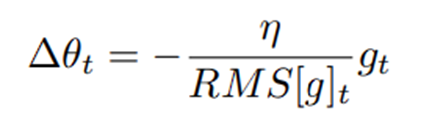 Δθ_t = − η / RMS[g]_t g_t